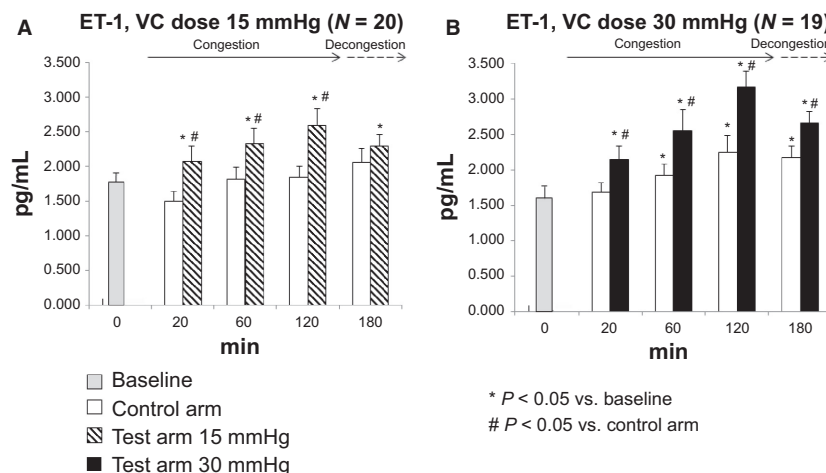 A
ET-1, VC dose 15 mmHg (N = 20)
Congestion
Decongestion
pg/mL
3.500
3.000
2.500
2.000
1.500
1.000
0.500
0.000
* #
* #
* #
*
0 20 60 120 180
min
Baseline
Control arm
Test arm 15 mmHg
Test arm 30 mmHg
B
ET-1, VC dose 30 mmHg (N = 19)
Congestion
Decongestion
pg/mL
3.500
3.000
2.500
2.000
1.500
1.000
0.500
0.000
* #
*
* #
*
* #
*
* #
0 20 60 120 180
min
* P < 0.05 vs. baseline
# P < 0.05 vs. control arm